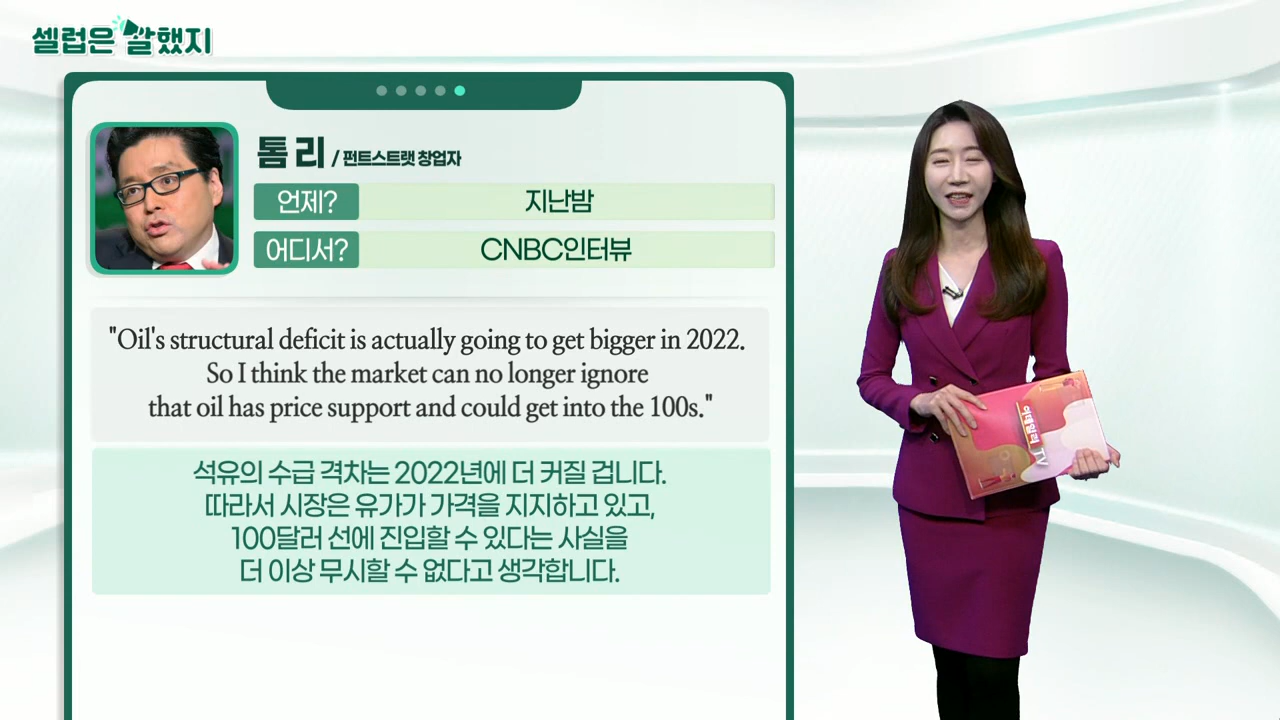 셀럽은 말했지
톰 리 / 펀트스트랫 창업자
언제? 지난밤
어디서? CNBC인터뷰
"Oil's structural deficit is actually going to get bigger in 2022.
So I think the market can no longer ignore
that oil has price support and could get into the 100s."
석유의 수급 격차는 2022년에 더 커질 겁니다.
따라서 시장은 유가가 가격을 지지하고 있고,
100달러 선에 진입할 수 있다는 사실을
더 이상 무시할 수 없다고 생각합니다.
이데일리 TV